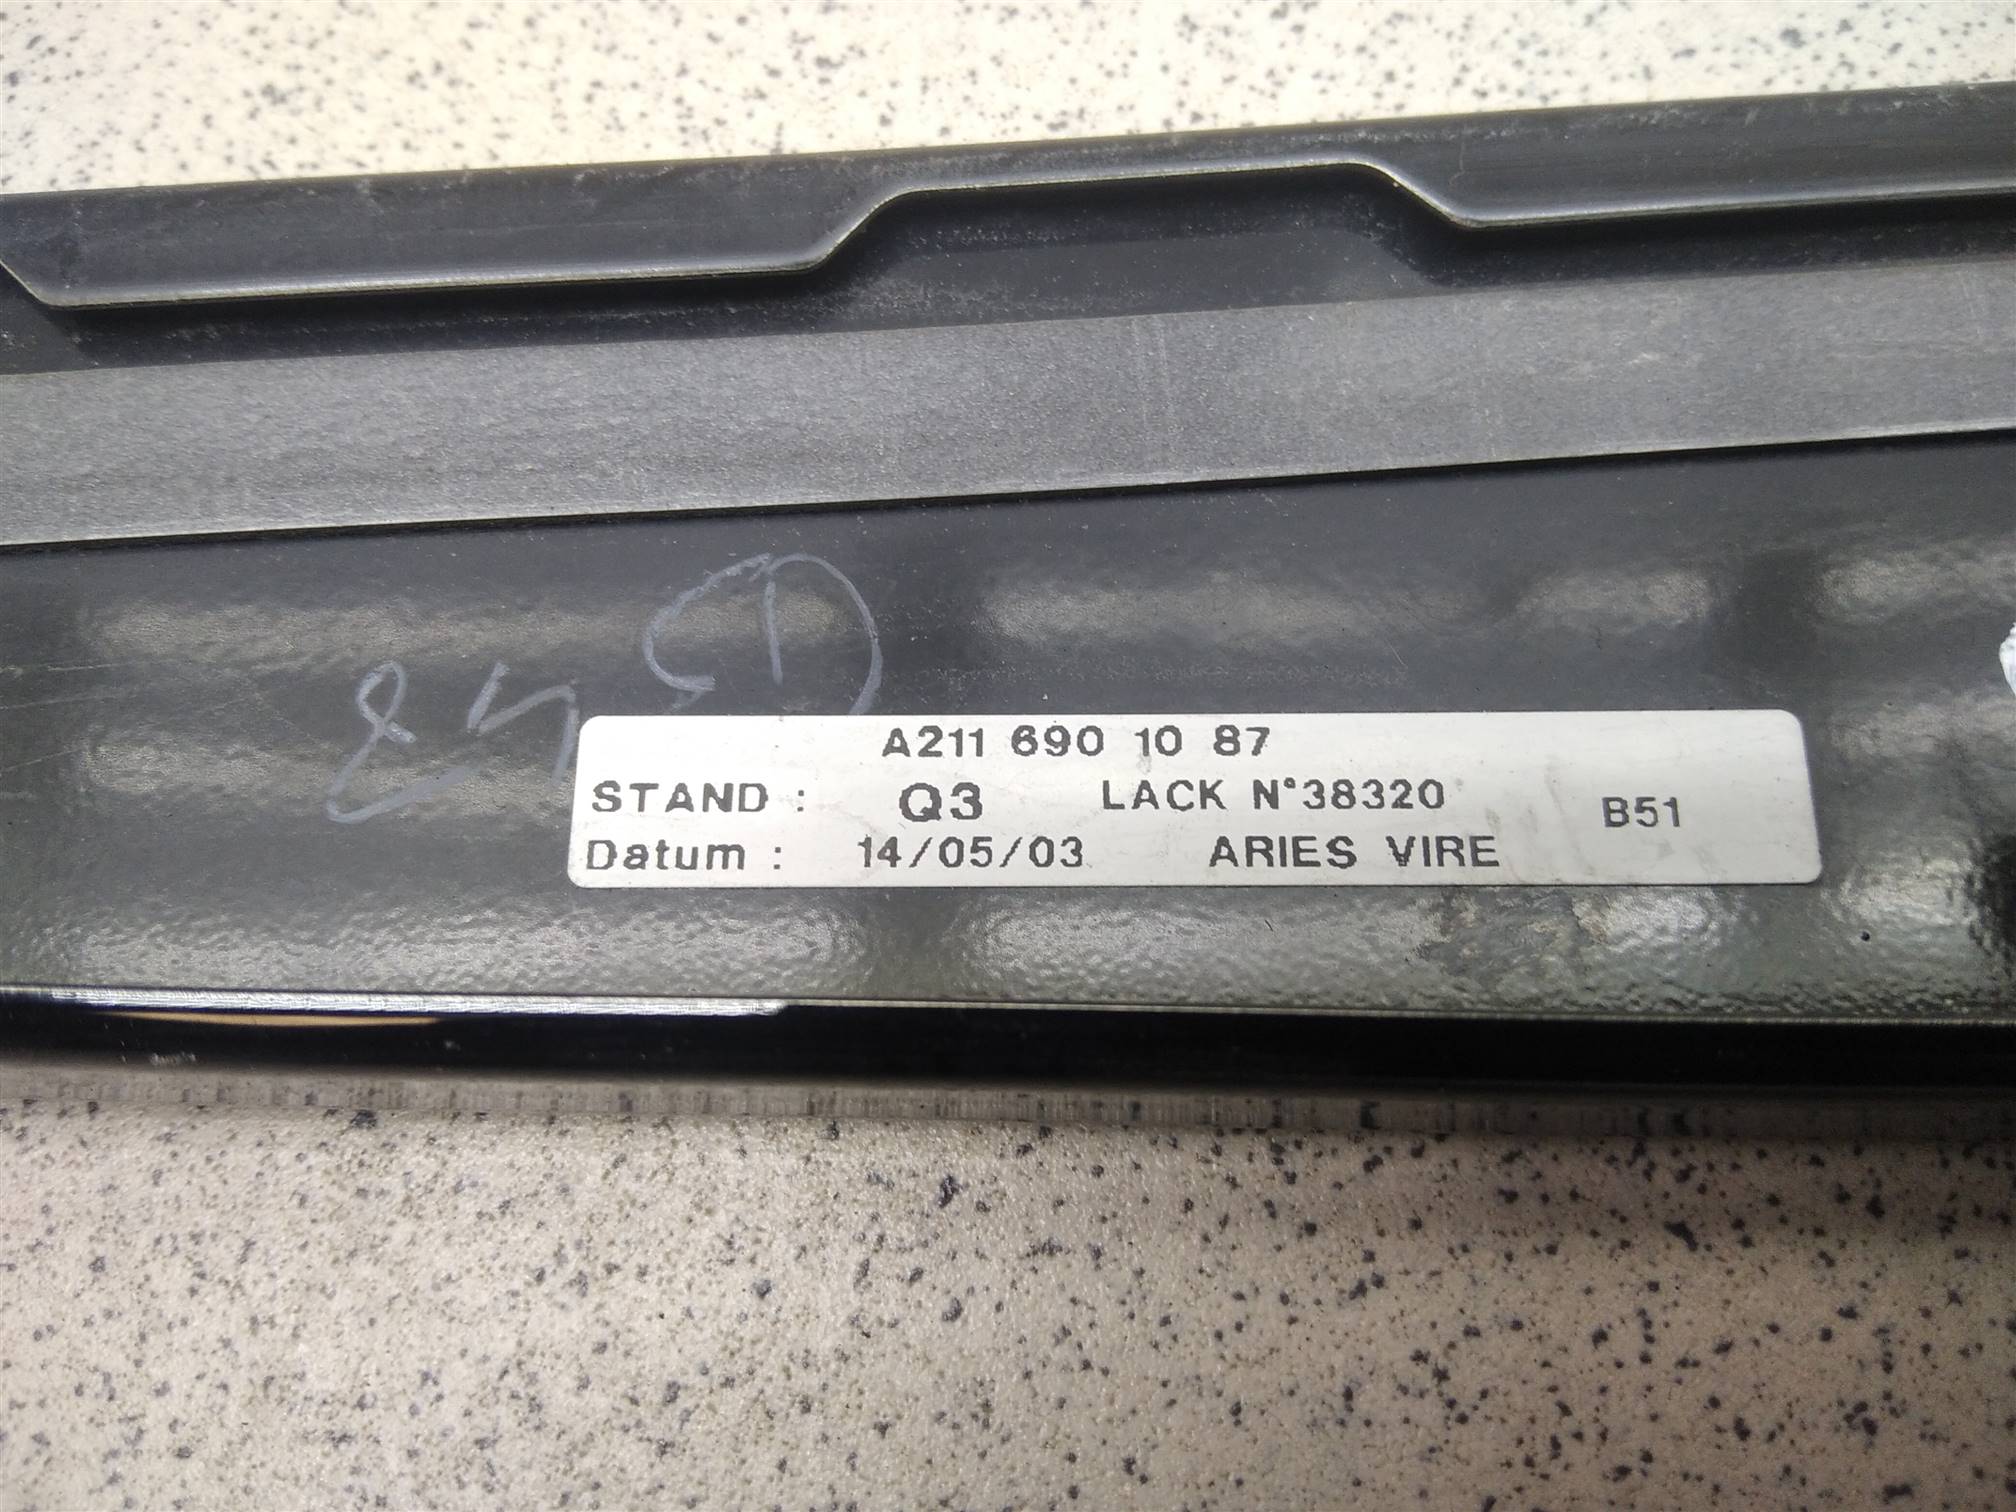 A211 690 10 87
STAND : Q3 LACK N°38320 B51
Datum : 14/05/03 ARIES VIRE